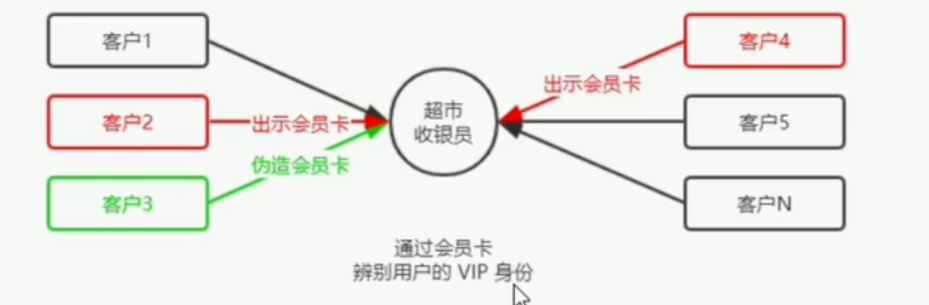 客户1
客户2
客户3
出示会员卡
伪造会员卡
超市
收银员
出示会员卡
客户4
客户5
客户N
通过会员卡
辨别用户的 VIP 身份